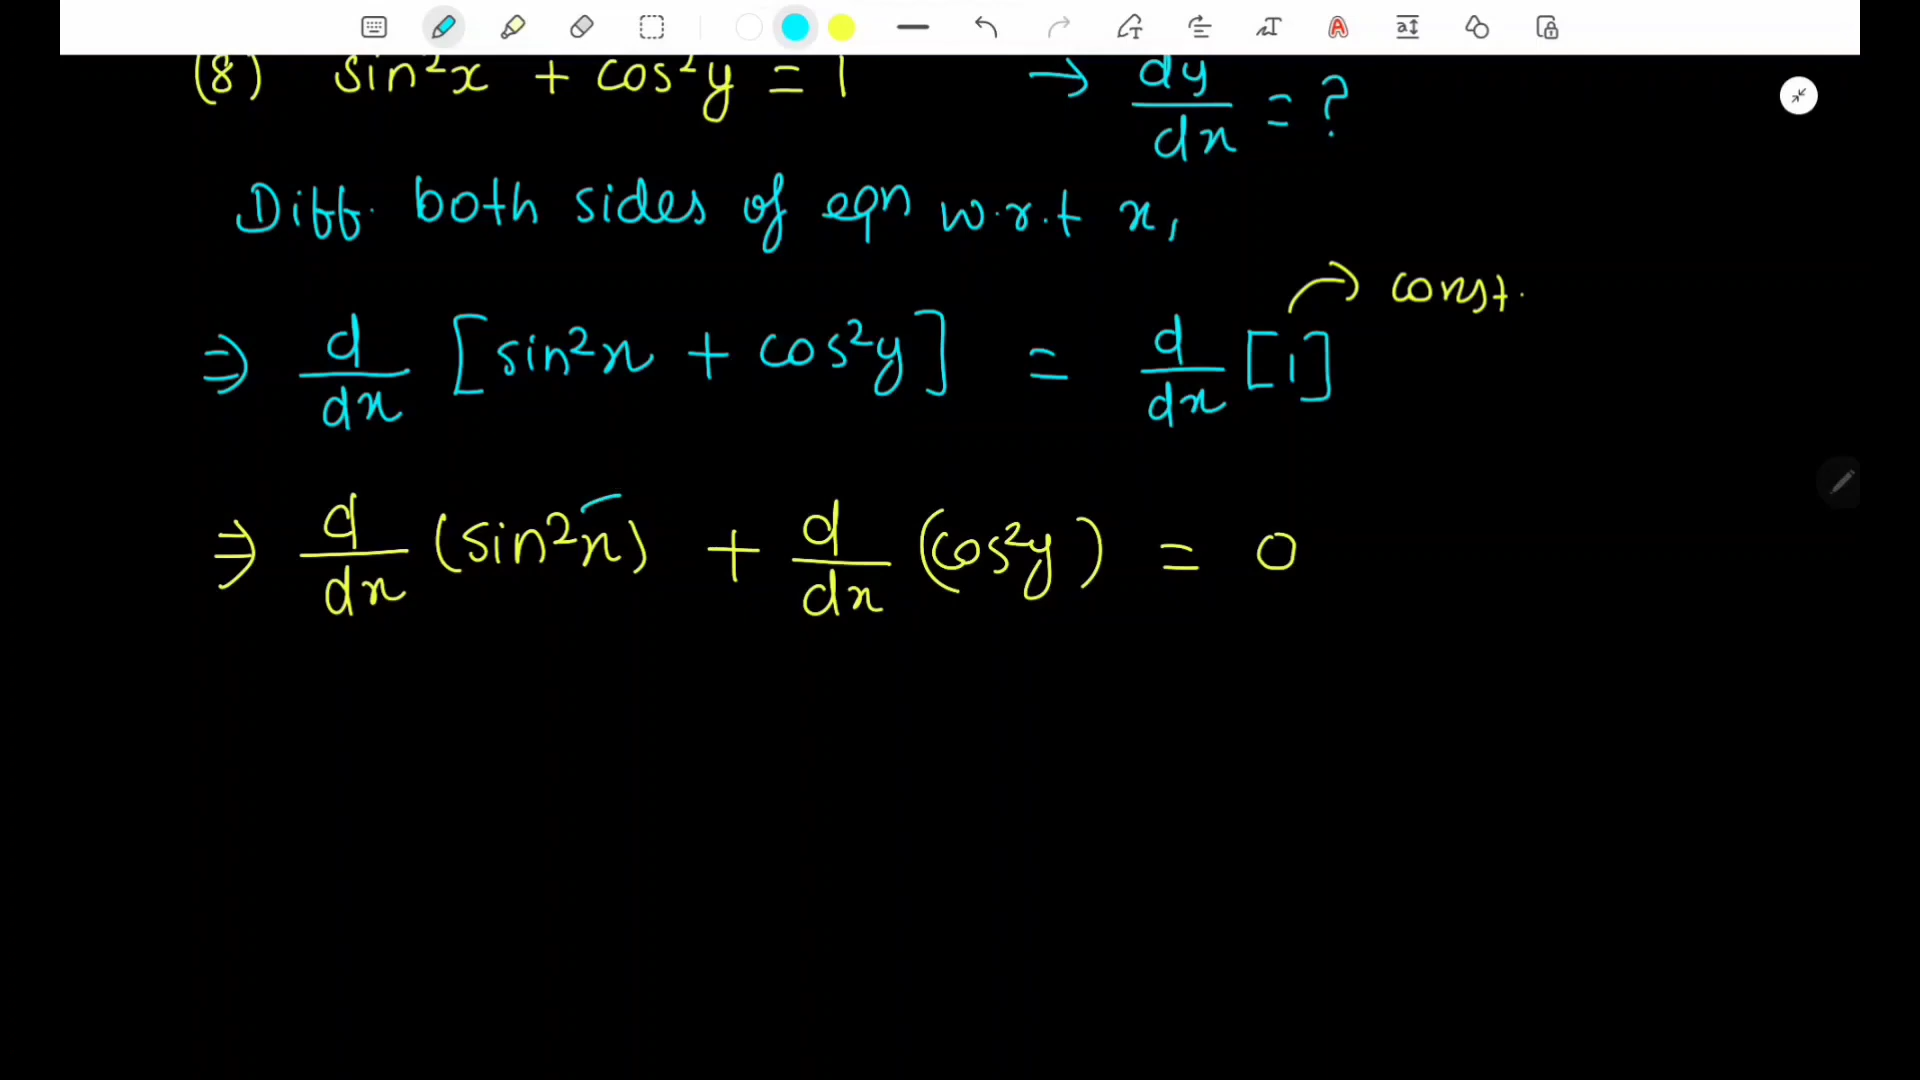 (8) sin²x + cos²y = 1 → dy/dx = ?
Diff. both sides of eqn w.r.t x,
→ const.
⇒ d/dx [sin²x + cos²y] = d/dx [1]
⇒ d/dx (sin²x) + d/dx (cos²y) = 0